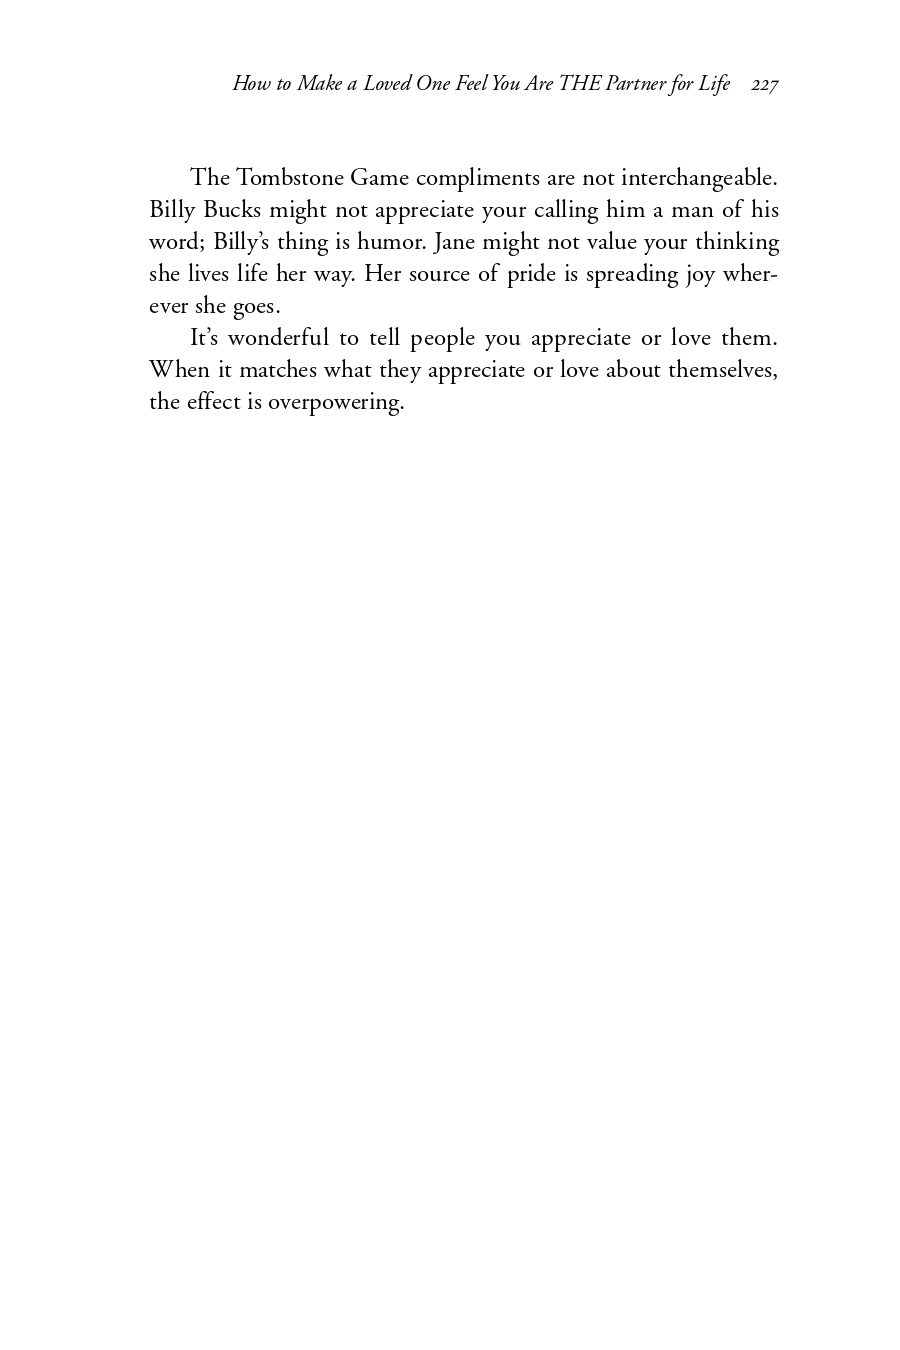 How to Make a Loved One Feel You Are THE Partner for Life 227
The Tombstone Game compliments are not interchangeable.
Billy Bucks might not appreciate your calling him a man of his
word; Billy’s thing is humor. Jane might not value your thinking
she lives life her way. Her source of pride is spreading joy wher-
ever she goes.
It’s wonderful to tell people you appreciate or love them.
When it matches what they appreciate or love about themselves,
the effect is overpowering.